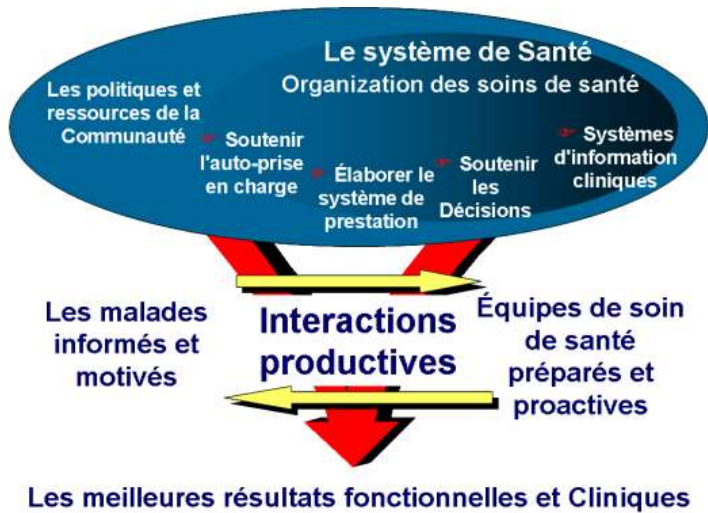 Le système de Santé
Organization des soins de santé
Les politiques et
ressources de la
Communauté
Soutenir
l'auto-prise
en charge
Élaborer le
système de
prestation
Soutenir
les
Décisions
Systèmes
d'information
cliniques
Les malades
informés et
motivés
Interactions
productives
Équipes de soin
de santé
préparés et
proactives
Les meilleures résultats fonctionnelles et Cliniques